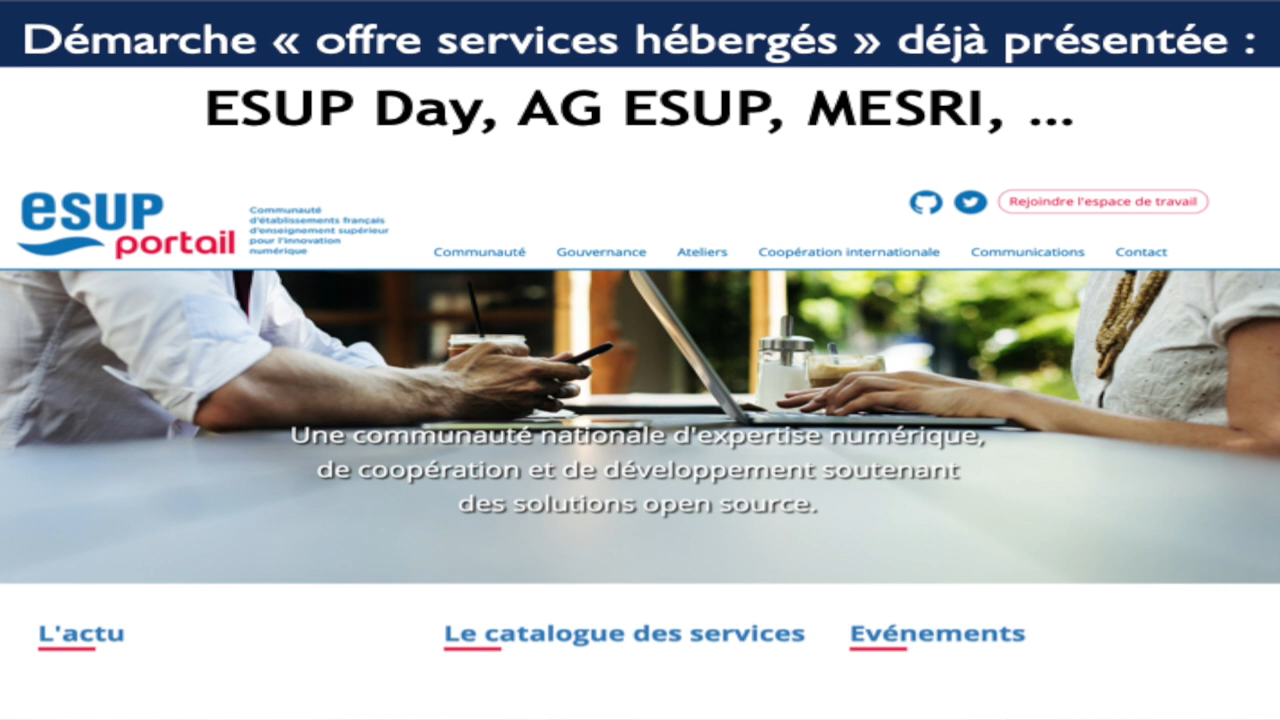 Démarche « offre services hébergés » déjà présentée :
ESUP Day, AG ESUP, MESRI, ...
esup
portail
Communauté
d'établissements français
d'enseignement supérieur
pour l'innovation
numérique
Rejoindre l'espace de travail
Communauté Gouvernance Ateliers Coopération internationale Communications Contact
Une communauté nationale d'expertise numérique,
de coopération et de développement soutenant
des solutions open source.
L'actu
Le catalogue des services
Evénements